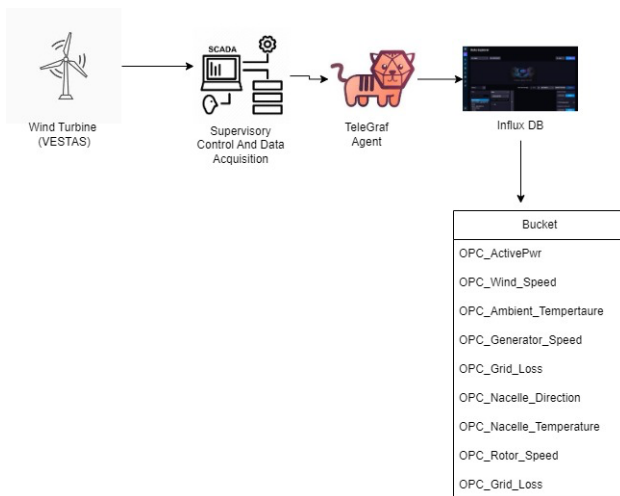 SCADA
Wind Turbine
(VESTAS)
Supervisory
Control And Data
Acquisition
TeleGraf
Agent
Influx DB
Bucket
OPC_ActivePwr
OPC_Wind_Speed
OPC_Ambient_Tempertaure
OPC_Generator_Speed
OPC_Grid_Loss
OPC_Nacelle_Direction
OPC_Nacelle_Temperature
OPC_Rotor_Speed
OPC_Grid_Loss